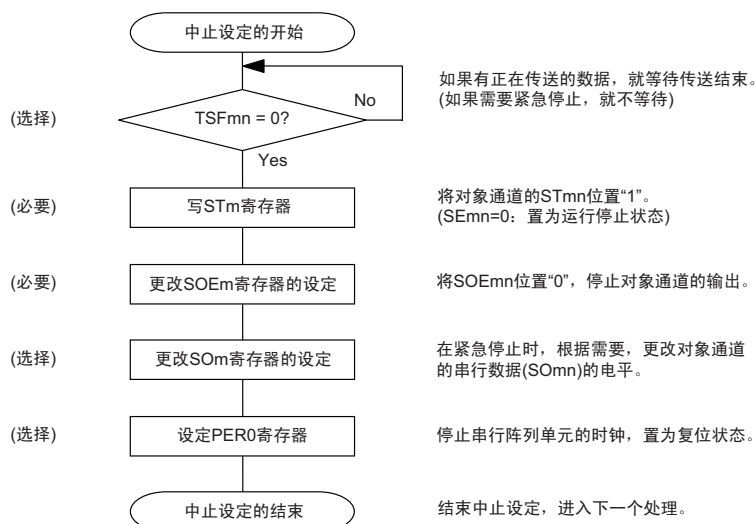 中止设定的开始
如果有正在传送的数据，就等待传送结束。
(如果需要紧急停止，就不等待)
No
(选择)
TSFmn = 0?
Yes
(必要)
写STm寄存器
将对象通道的STmn位置“1”。
(SEmn=0：置为运行停止状态)
(必要)
更改SOEm寄存器的设定
将SOEmn位置“0”，停止对象通道的输出。
(选择)
更改SOm寄存器的设定
在紧急停止时，根据需要，更改对象通道
的串行数据(SOmn)的电平。
(选择)
设定PER0寄存器
停止串行阵列单元的时钟，置为复位状态。
中止设定的结束
结束中止设定，进入下一个处理。